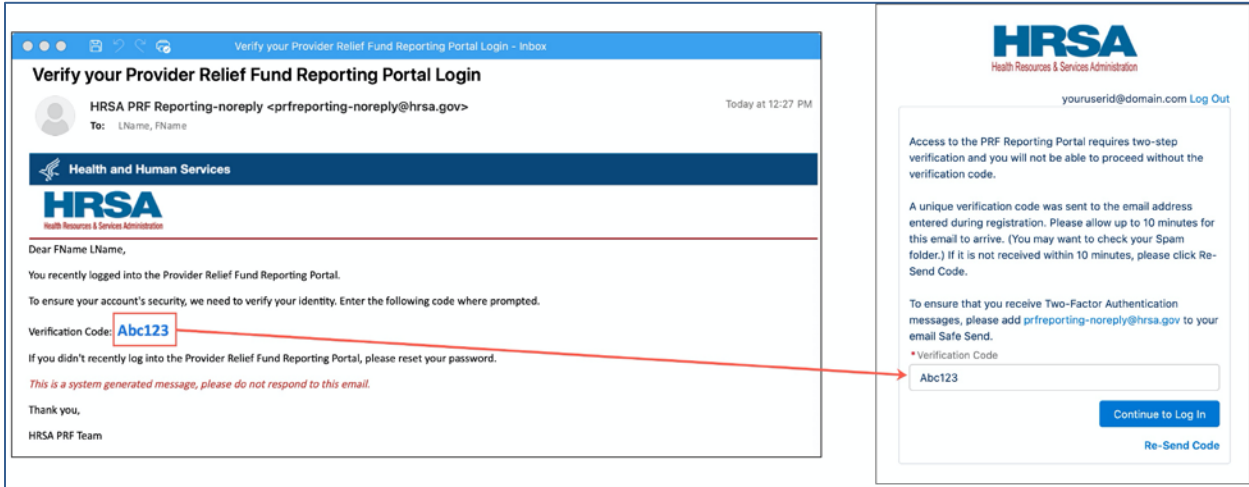 Verify your Provider Relief Fund Reporting Portal Login – Inbox
Verify your Provider Relief Fund Reporting Portal Login
HRSA PRF Reporting-noreply <prfreporting-noreply@hrsa.gov>
Today at 12:27 PM
To: LName, FName
Health and Human Services
HRSA
Health Resources & Services Administration
Dear FName LName,
You recently logged into the Provider Relief Fund Reporting Portal.
To ensure your account's security, we need to verify your identity. Enter the following code where prompted.
Verification Code: Abc123
If you didn't recently log into the Provider Relief Fund Reporting Portal, please reset your password.
This is a system generated message, please do not respond to this email.
Thank you,
HRSA PRF Team
HRSA
Health Resources & Services Administration
youruserid@domain.com Log Out
Access to the PRF Reporting Portal requires two-step
verification and you will not be able to proceed without the
verification code.
A unique verification code was sent to the email address
entered during registration. Please allow up to 10 minutes for
this email to arrive. (You may want to check your Spam
folder.) If it is not received within 10 minutes, please click Re-
Send Code.
To ensure that you receive Two-Factor Authentication
messages, please add prfreporting-noreply@hrsa.gov to your
email Safe Send.
* Verification Code
Abc123
Continue to Log In
Re-Send Code